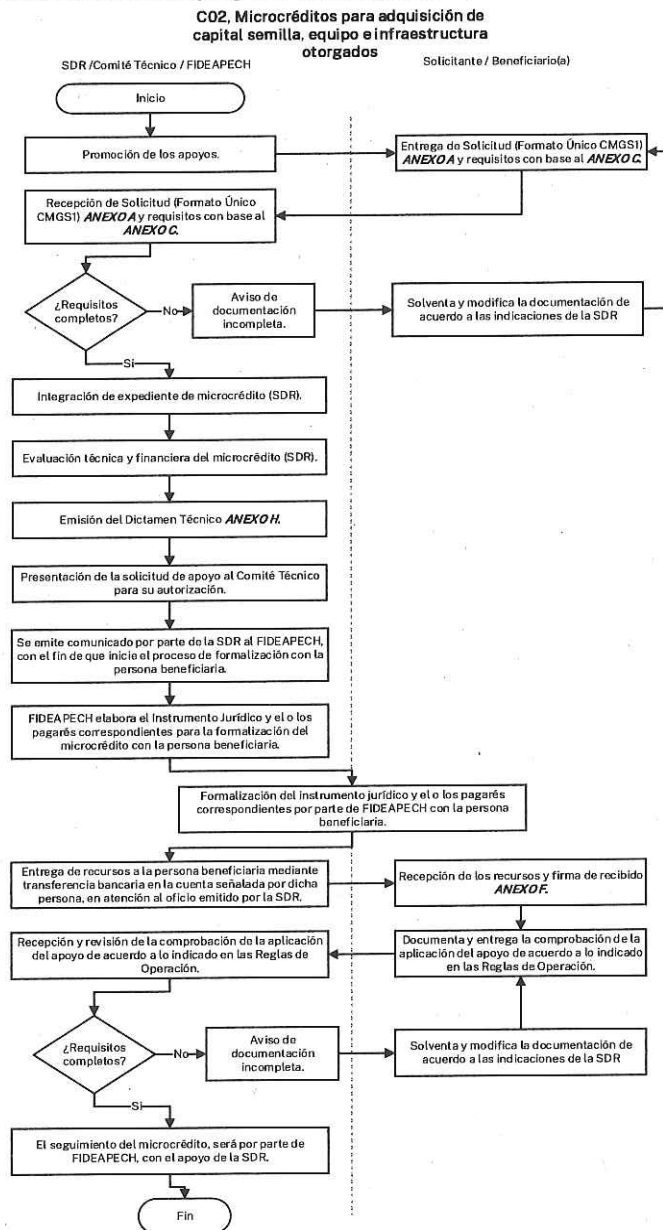 C02, Microcréditos para adquisición de
capital semilla, equipo e infraestructura
otorgados
SDR /Comité Técnico / FIDEAPECH
Solicitante / Beneficiario(a)
Inicio
Promoción de los apoyos.
Entrega de Solicitud (Formato Único CMGS1)
ANEXO A y requisitos con base al ANEXO C.
Recepción de Solicitud (Formato Único
CMGS1) ANEXO A y requisitos con base al
ANEXO C.
¿Requisitos
completos?
No
Aviso de
documentación
incompleta.
Solventa y modifica la documentación de
acuerdo a las indicaciones de la SDR
Si
Integración de expediente de microcrédito (SDR).
Evaluación técnica y financiera del microcrédito (SDR).
Emisión del Dictamen Técnico ANEXO H.
Presentación de la solicitud de apoyo al Comité Técnico
para su autorización.
Se emite comunicado por parte de la SDR al FIDEAPECH,
con el fin de que inicie el proceso de formalización con la
persona beneficiaria.
FIDEAPECH elabora el Instrumento Jurídico y el o los
pagarés correspondientes para la formalización del
microcrédito con la persona beneficiaria.
Formalización del instrumento jurídico y el o los pagarés
correspondientes por parte de FIDEAPECH con la persona
beneficiaria.
Entrega de recursos a la persona beneficiaria mediante
transferencia bancaria en la cuenta señalada por dicha
persona, en atención al oficio emitido por la SDR.
Recepción de los recursos y firma de recibido
ANEXO F.
Recepción y revisión de la comprobación de la aplicación
del apoyo de acuerdo a lo indicado en las Reglas de
Operación.
Documenta y entrega la comprobación de la
aplicación del apoyo de acuerdo a lo indicado
en las Reglas de Operación.
¿Requisitos
completos?
No
Aviso de
documentación
incompleta.
Solventa y modifica la documentación de
acuerdo a las indicaciones de la SDR
Si
El seguimiento del microcrédito, será por parte de
FIDEAPECH, con el apoyo de la SDR.
Fin